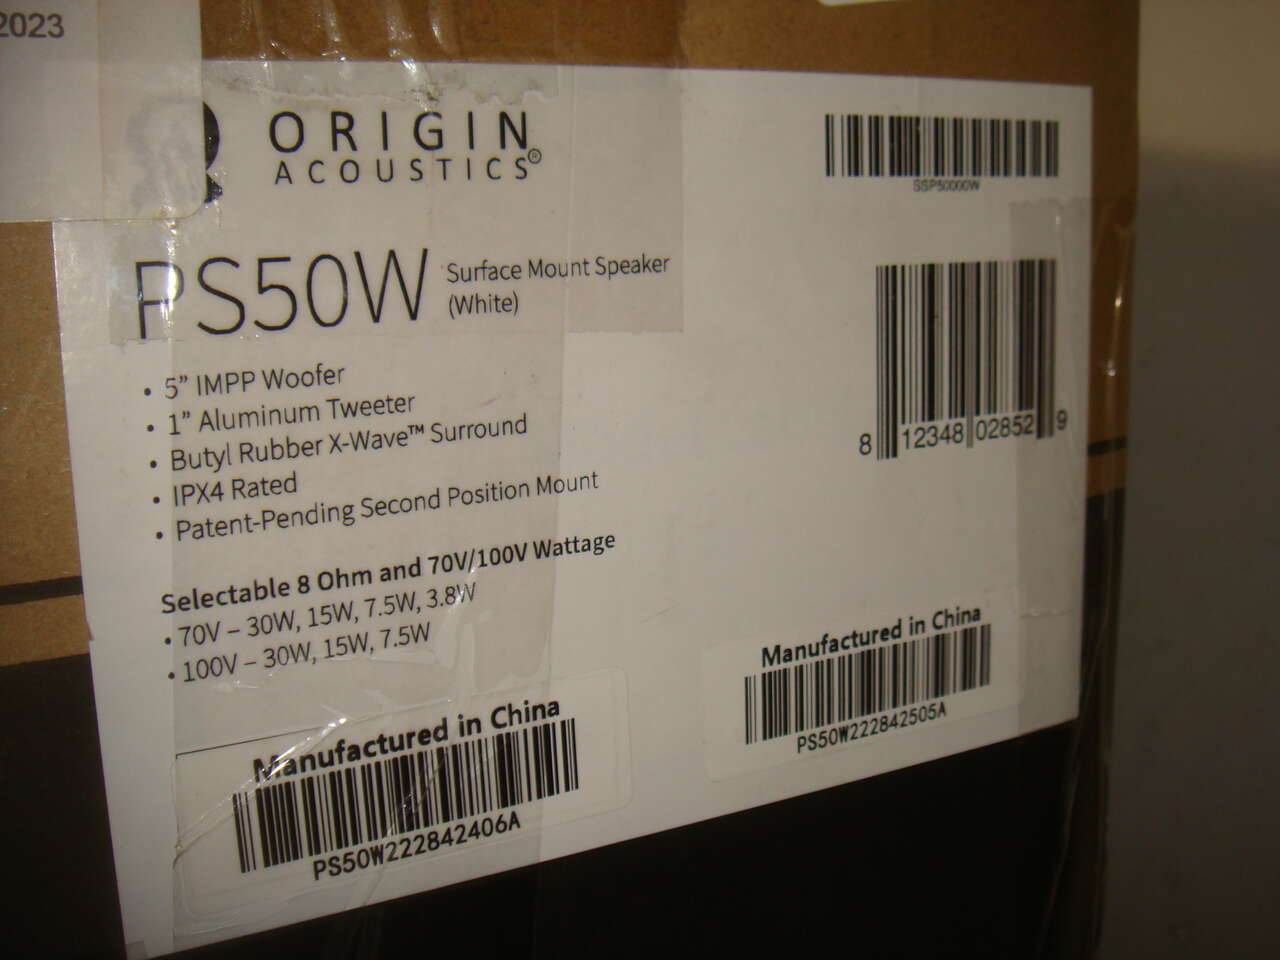 2023
ORIGIN
ACOUSTICS®
SSP50000W
PS50W Surface Mount Speaker
(White)
• 5” IMPP Woofer
• 1” Aluminum Tweeter
• Butyl Rubber X-Wave™ Surround
• IPX4 Rated
• Patent-Pending Second Position Mount
8 12348 02852 9
Selectable 8 Ohm and 70V/100V Wattage
• 70V – 30W, 15W, 7.5W, 3.8W
• 100V – 30W, 15W, 7.5W
Manufactured in China
PS50W222842406A
Manufactured in China
PS50W222842505A